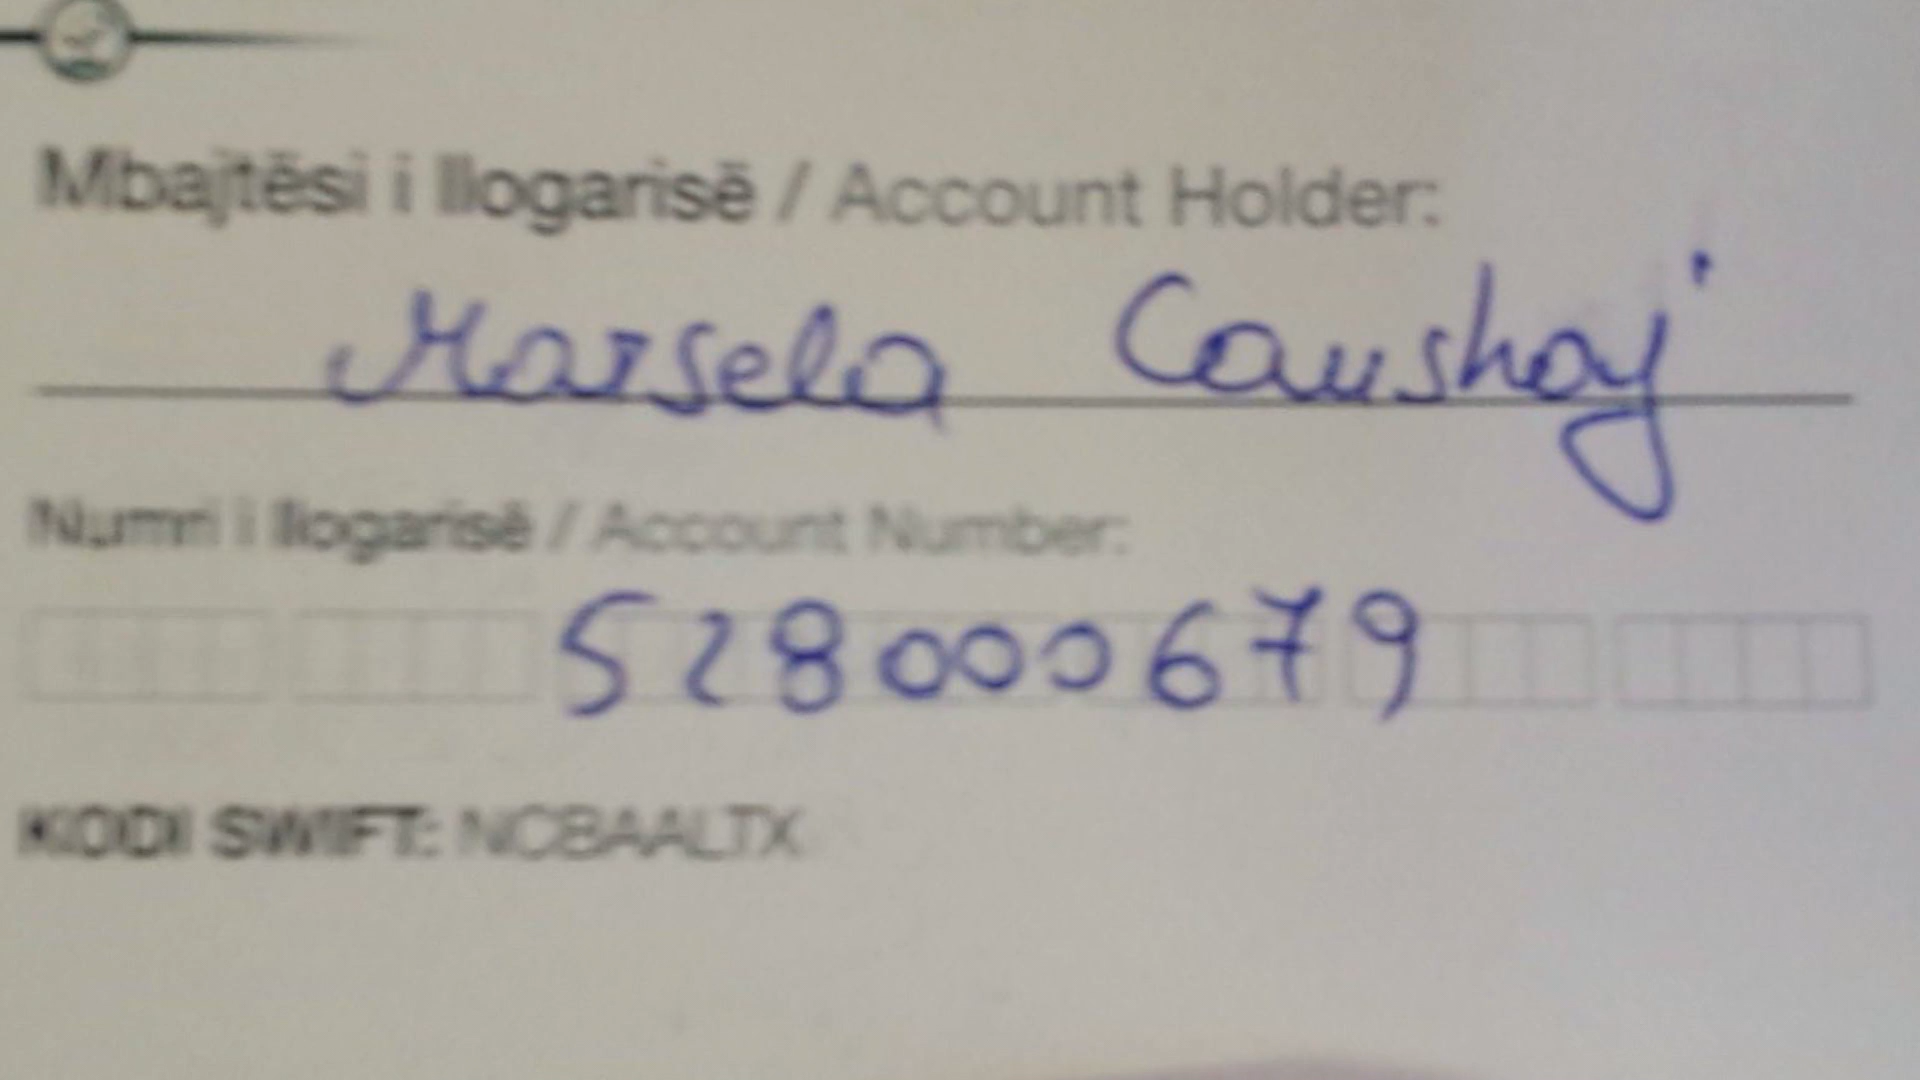 Mbajtësi i llogarisë / Account Holder:
Marsela Caushaj
Numri i llogarisë / Account Number:
528000679
KODI SWIFT: NCBAALTX